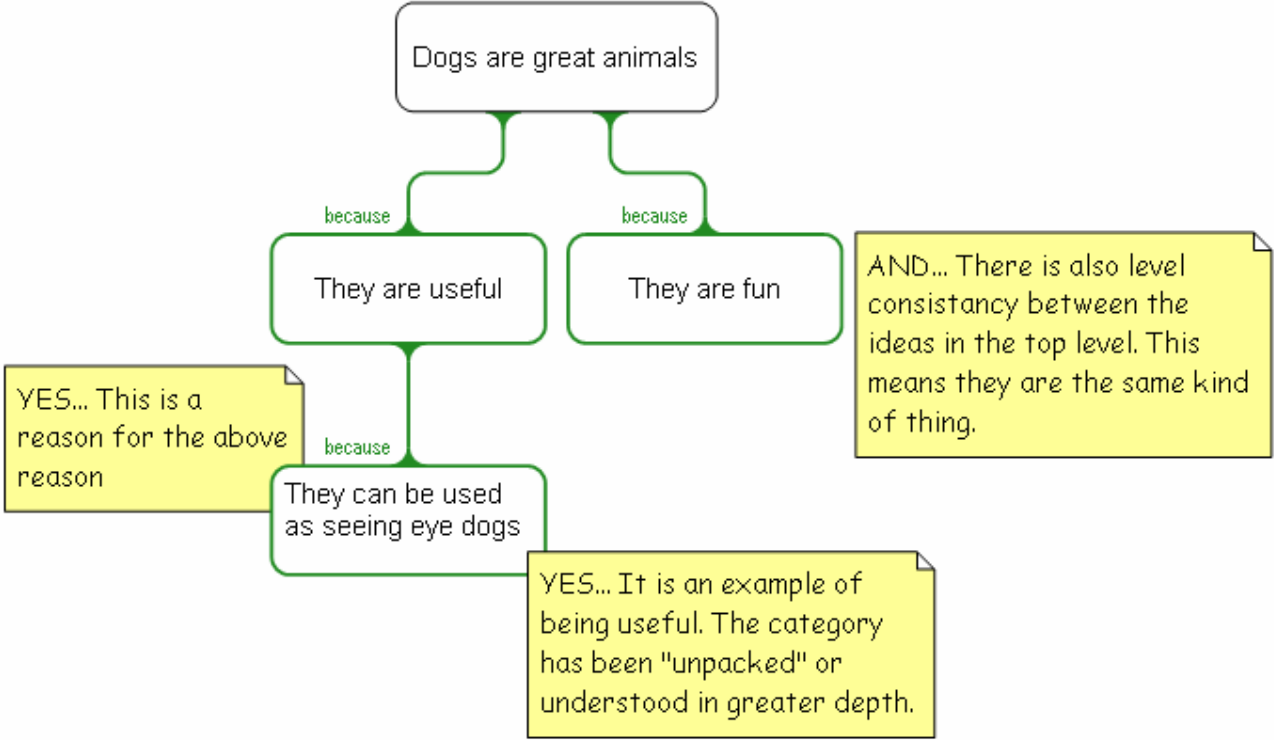 Dogs are great animals
because
because
They are useful
They are fun
AND... There is also level
consistancy between the
ideas in the top level. This
means they are the same kind
of thing.
YES... This is a
reason for the above
reason
because
They can be used
as seeing eye dogs
YES... It is an example of
being useful. The category
has been "unpacked" or
understood in greater depth.